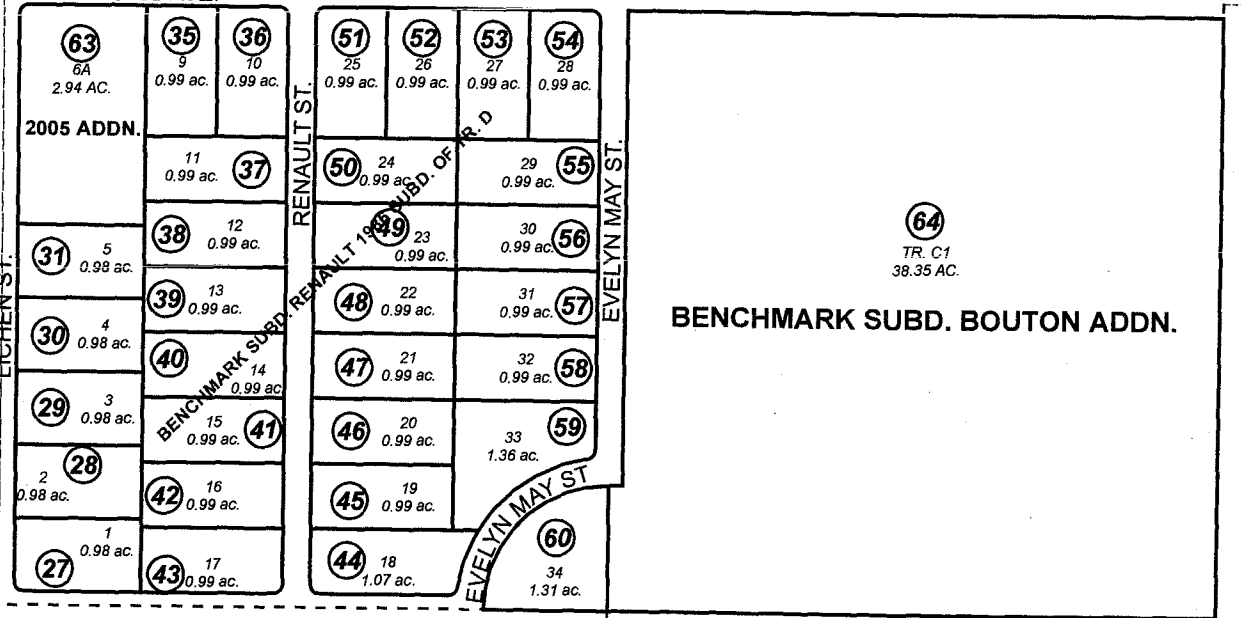 63
6A
2.94 AC.
2005 ADDN.
35
9
0.99 ac.
36
10
0.99 ac.
11
0.99 ac.
37
38
12
0.99 ac.
39
13
0.99 ac.
40
14
0.99 ac.
15
0.99 ac.
41
42
16
0.99 ac.
43
17
0.99 ac.
31
5
0.98 ac.
30
4
0.98 ac.
29
3
0.98 ac.
28
2
0.98 ac.
1
0.98 ac.
27
LICHEN ST.
RENAULT ST.
51
25
0.99 ac.
52
26
0.99 ac.
53
27
0.99 ac.
54
28
0.99 ac.
50
24
0.99 ac.
29
0.99 ac.
55
49
23
0.99 ac.
30
0.99 ac.
56
48
22
0.99 ac.
31
0.99 ac.
57
47
21
0.99 ac.
32
0.99 ac.
58
46
20
0.99 ac.
33
1.36 ac.
59
45
19
0.99 ac.
44
18
1.07 ac.
BENCHMARK SUBD. RENAULT SUBD. OF TR. D
EVELYN MAY ST.
EVELYN MAY ST
EVELYN MAY ST
60
34
1.31 ac.
64
TR. C1
38.35 AC.
BENCHMARK SUBD. BOUTON ADDN.